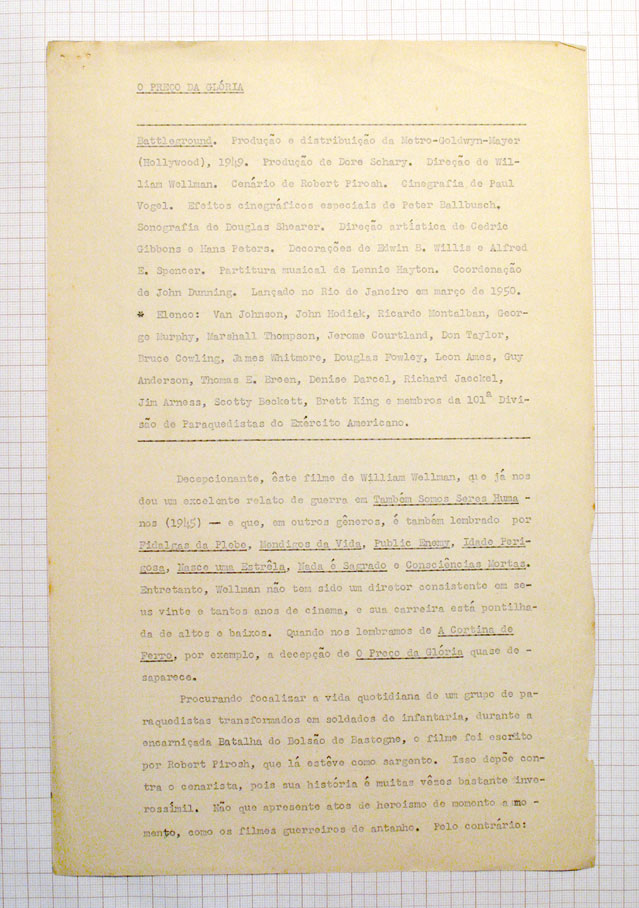 O PREÇO DA GLÓRIA
Battleground. Produção e distribuição da Metro-Goldwyn-Mayer
(Hollywood), 1949. Produção de Dore Schary. Direção de Wil-
liam Wellman. Cenário de Robert Pirosh. Cinegrafia de Paul
Vogel. Efeitos cinegráficos especiais de Peter Ballbusch.
Sonografia de Douglas Shearer. Direção artística de Cedric
Gibbons e Hans Peters. Decorações de Edwin B. Willis e Alfred
E. Spencer. Partitura musical de Lennie Hayton. Coordenação
de John Dunning. Lançado no Rio de Janeiro em março de 1950.
* Elenco: Van Johnson, John Hodiak, Ricardo Montalban, Geor-
ge Murphy, Marshall Thompson, Jerome Courtland, Don Taylor,
Bruce Cowling, James Whitmore, Douglas Fowley, Leon Ames, Guy
Anderson, Thomas E. Breen, Denise Darcel, Richard Jaeckel,
Jim Arness, Scotty Beckett, Brett King e membros da 101ª Divi-
são de Paraquedistas do Exército Americano.
Decepcionante, êste filme de William Wellman, que já nos
deu um excelente relato de guerra em Também Somos Seres Huma -
nos (1945) — e que, em outros gêneros, é também lembrado por
Fidalgas da Plebe, Mendigos da Vida, Public Enemy, Idade Peri-
gosa, Nasce uma Estrêla, Nada é Sagrado e Consciências Mortas.
Entretanto, Wellman não tem sido um diretor consistente em se-
us vinte e tantos anos de cinema, e sua carreira está pontilha-
da de altos e baixos. Quando nos lembramos de A Cortina de
Ferro, por exemplo, a decepção de O Preço da Glória quase de -
saparece.
Procurando focalizar a vida quotidiana de um grupo de pa-
raquedistas transformados em soldados de infantaria, durante a
encarniçada Batalha do Bolsão de Bastogne, o filme foi escrito
por Robert Pirosh, que lá estêve como sargento. Isso depõe con-
tra o cenarista, pois sua história é muitas vêzes bastante inve-
rossímil. Não que apresente atos de heroismo de momento a mo -
mento, como os filmes guerreiros de antanho. Pelo contrário: